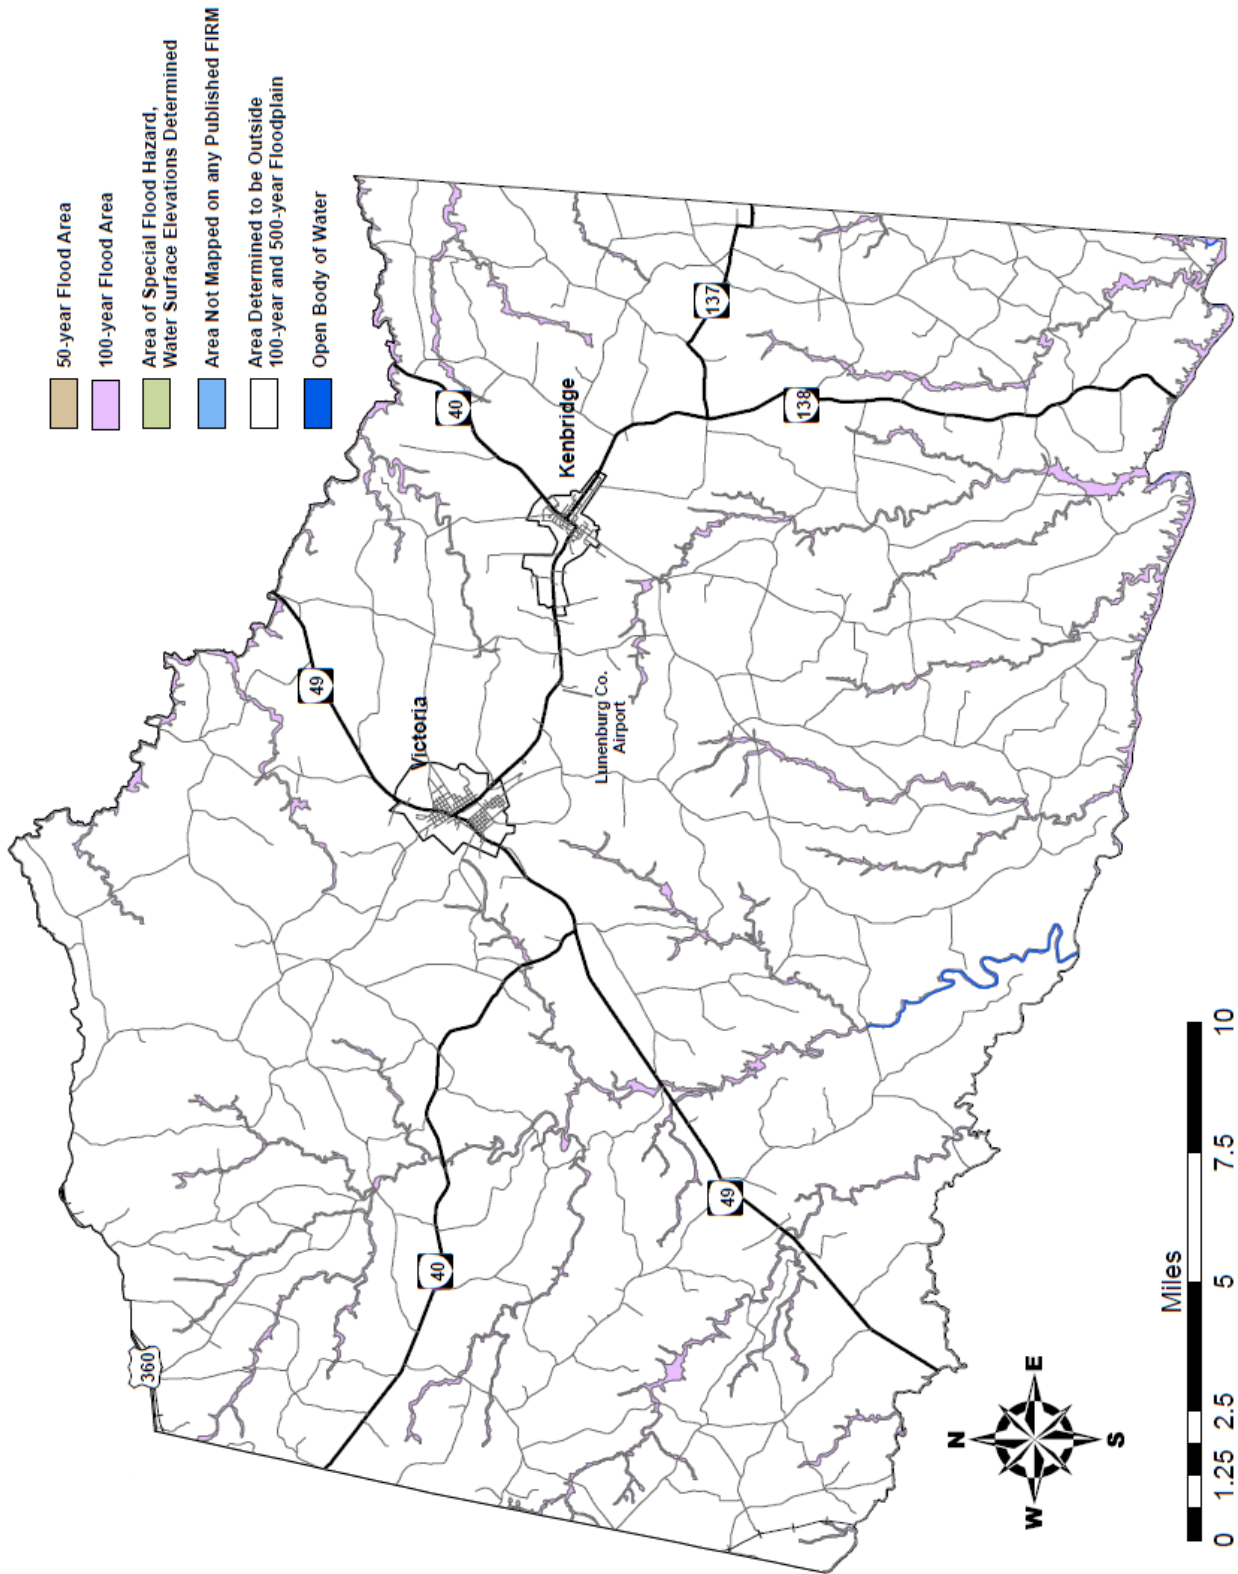 50-year Flood Area
100-year Flood Area
Area of Special Flood Hazard,
Water Surface Elevations Determined
Area Not Mapped on any Published FIRM
Area Determined to be Outside
100-year and 500-year Floodplain
Open Body of Water
360
40
49
40
49
137
138
Victoria
Kenbridge
Lunenburg Co.
Airport
N
W
E
S
Miles
0 1.25 2.5 5 7.5 10